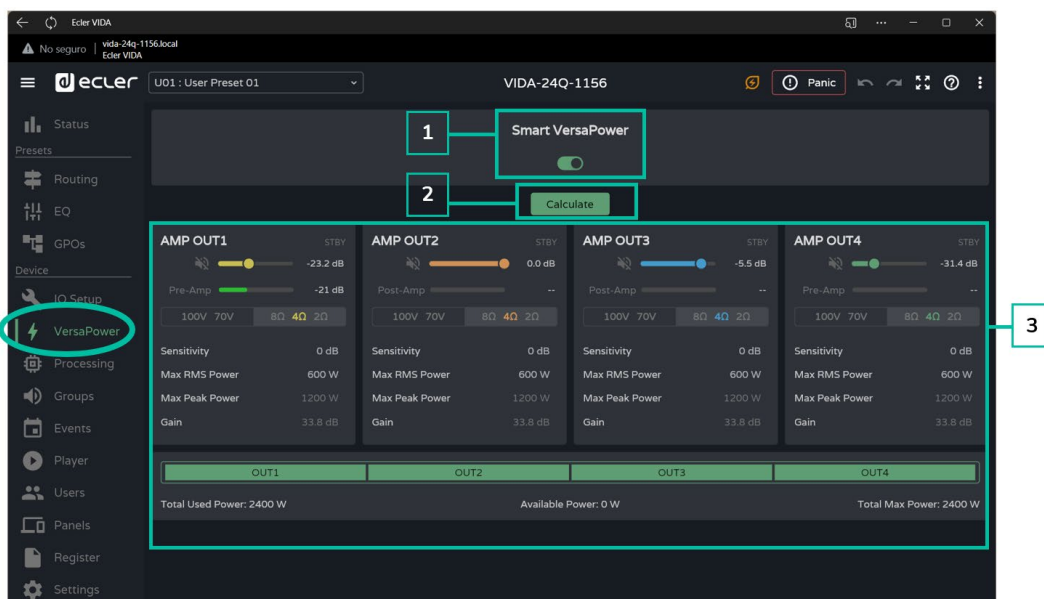 Ecler VIDA
No seguro | vida-24q-1156.local
Ecler VIDA
ecler
U01 : User Preset 01
VIDA-24Q-1156
Panic
Status
Presets
Routing
EQ
GPOs
Device
IO Setup
VersaPower
Processing
Groups
Events
Player
Users
Panels
Register
Settings
1
Smart VersaPower
2
Calculate
3
AMP OUT1 STBY
-23.2 dB
Pre-Amp -21 dB
100V 70V 8Ω 4Ω 2Ω
Sensitivity 0 dB
Max RMS Power 600 W
Max Peak Power 1200 W
Gain 33.8 dB
AMP OUT2 STBY
0.0 dB
Post-Amp --
100V 70V 8Ω 4Ω 2Ω
Sensitivity 0 dB
Max RMS Power 600 W
Max Peak Power 1200 W
Gain 33.8 dB
AMP OUT3 STBY
-5.5 dB
Post-Amp --
100V 70V 8Ω 4Ω 2Ω
Sensitivity 0 dB
Max RMS Power 600 W
Max Peak Power 1200 W
Gain 33.8 dB
AMP OUT4 STBY
-31.4 dB
Pre-Amp --
100V 70V 8Ω 4Ω 2Ω
Sensitivity 0 dB
Max RMS Power 600 W
Max Peak Power 1200 W
Gain 33.8 dB
OUT1 OUT2 OUT3 OUT4
Total Used Power: 2400 W Available Power: 0 W Total Max Power: 2400 W